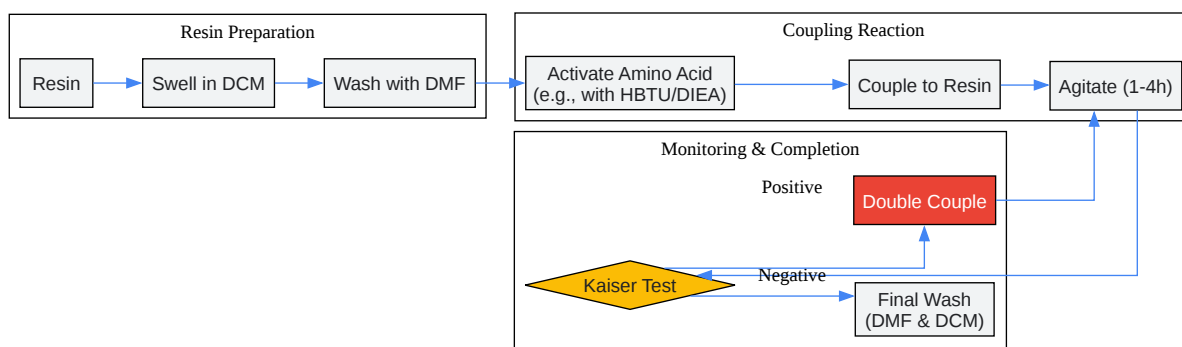 Resin Preparation
Resin
Swell in DCM
Wash with DMF
Coupling Reaction
Activate Amino Acid
(e.g., with HBTU/DIEA)
Couple to Resin
Agitate (1-4h)
Monitoring & Completion
Positive
Double Couple
Kaiser Test
Negative
Final Wash
(DMF & DCM)